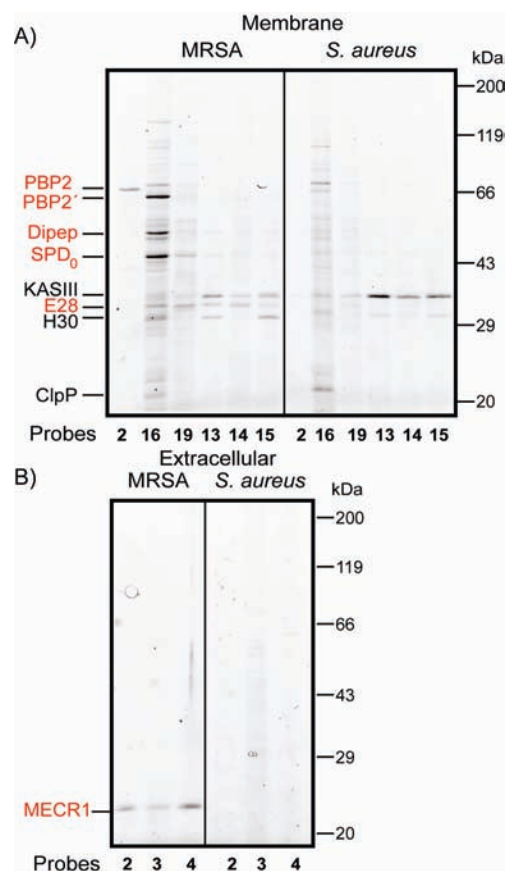 Membrane
A) MRSA S. aureus kDa
200
119
PBP2 66
PBP2´
Dipep
SPD0 43
KASIII
E28
H30 29
ClpP 20
Probes 2 16 19 13 14 15 2 16 19 13 14 15
Extracellular
B) MRSA S. aureus kDa
200
119
66
43
29
MECR1
20
Probes 2 3 4 2 3 4